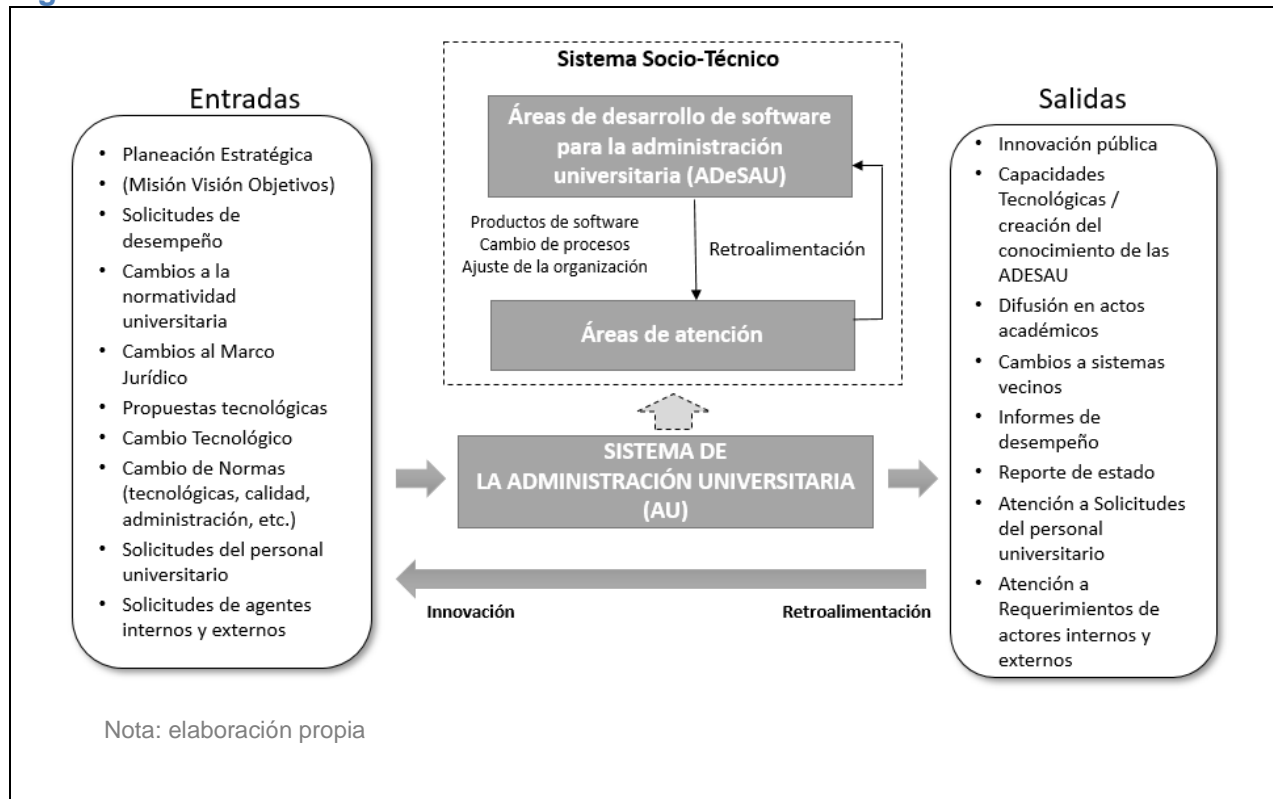 Entradas
• Planeación Estratégica
• (Misión Visión Objetivos)
• Solicitudes de
desempeño
• Cambios a la
normatividad
universitaria
• Cambios al Marco
Jurídico
• Propuestas tecnológicas
• Cambio Tecnológico
• Cambio de Normas
(tecnológicas, calidad,
administración, etc.)
• Solicitudes del personal
universitario
• Solicitudes de agentes
internos y externos
Sistema Socio-Técnico
Áreas de desarrollo de software
para la administración
universitaria (ADeSAU)
Productos de software
Cambio de procesos
Ajuste de la organización
Retroalimentación
Áreas de atención
SISTEMA DE
LA ADMINISTRACIÓN UNIVERSITARIA
(AU)
Innovación
Retroalimentación
Salidas
• Innovación pública
• Capacidades
Tecnológicas /
creación del
conocimiento de las
ADESAU
• Difusión en actos
académicos
• Cambios a sistemas
vecinos
• Informes de
desempeño
• Reporte de estado
• Atención a Solicitudes
del personal
universitario
• Atención a
Requerimientos de
actores internos y
externos
Nota: elaboración propia